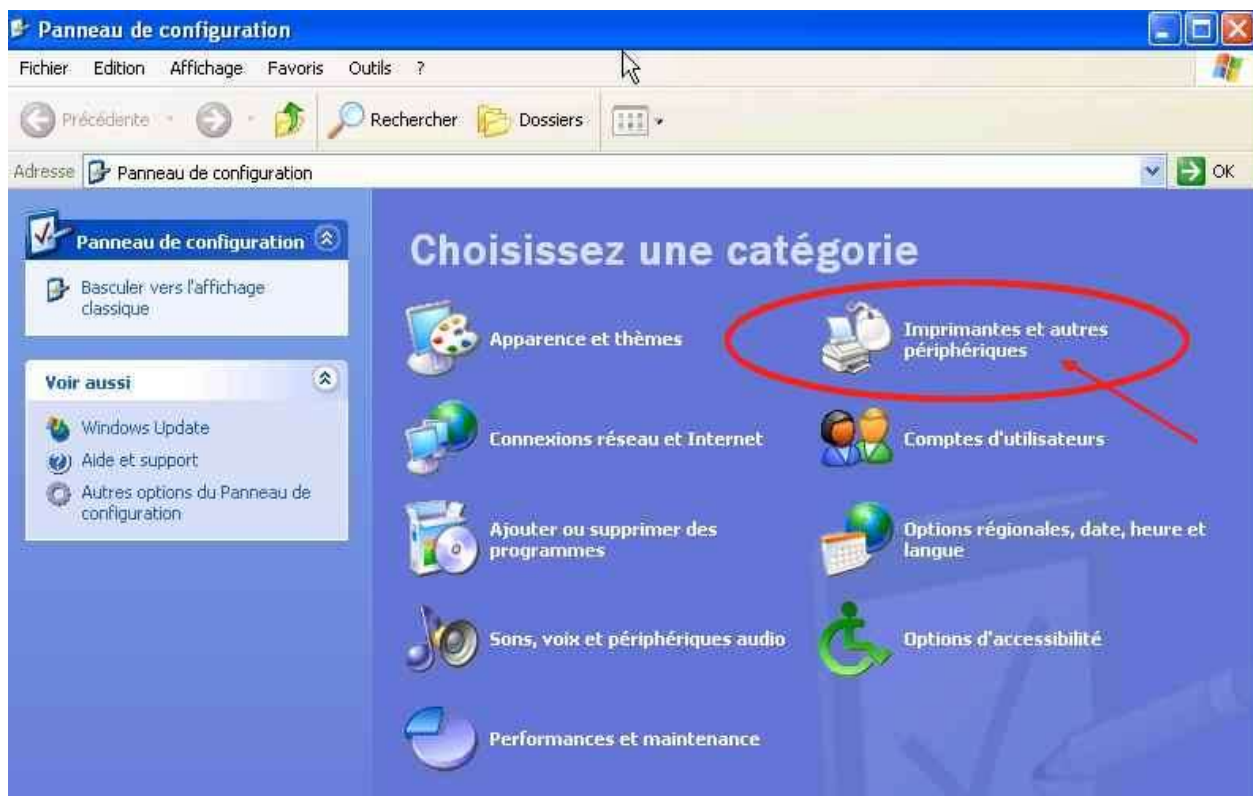 Panneau de configuration
Fichier Edition Affichage Favoris Outils ?
Précédente Rechercher Dossiers
Adresse Panneau de configuration OK
Panneau de configuration
Basculer vers l'affichage
classique
Voir aussi
Windows Update
Aide et support
Autres options du Panneau de
configuration
Choisissez une catégorie
Apparence et thèmes
Imprimantes et autres
périphériques
Connexions réseau et Internet
Comptes d'utilisateurs
Ajouter ou supprimer des
programmes
Options régionales, date, heure et
langue
Sons, voix et périphériques audio
Options d'accessibilité
Performances et maintenance